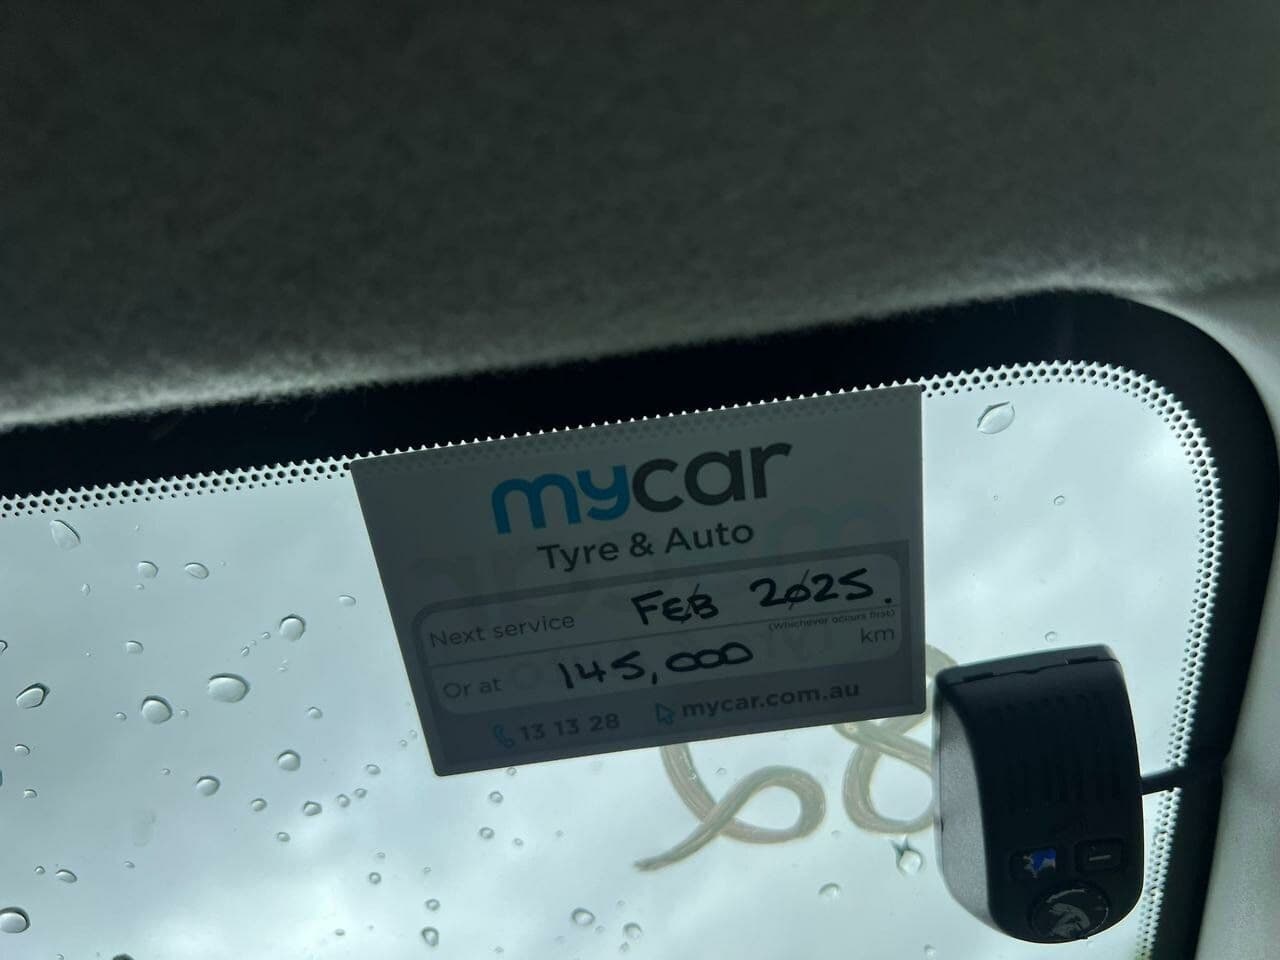 mycar
Tyre & Auto
Next service FEB 2025.
(Whichever occurs first)
Or at 145,000 km
13 13 28 mycar.com.au